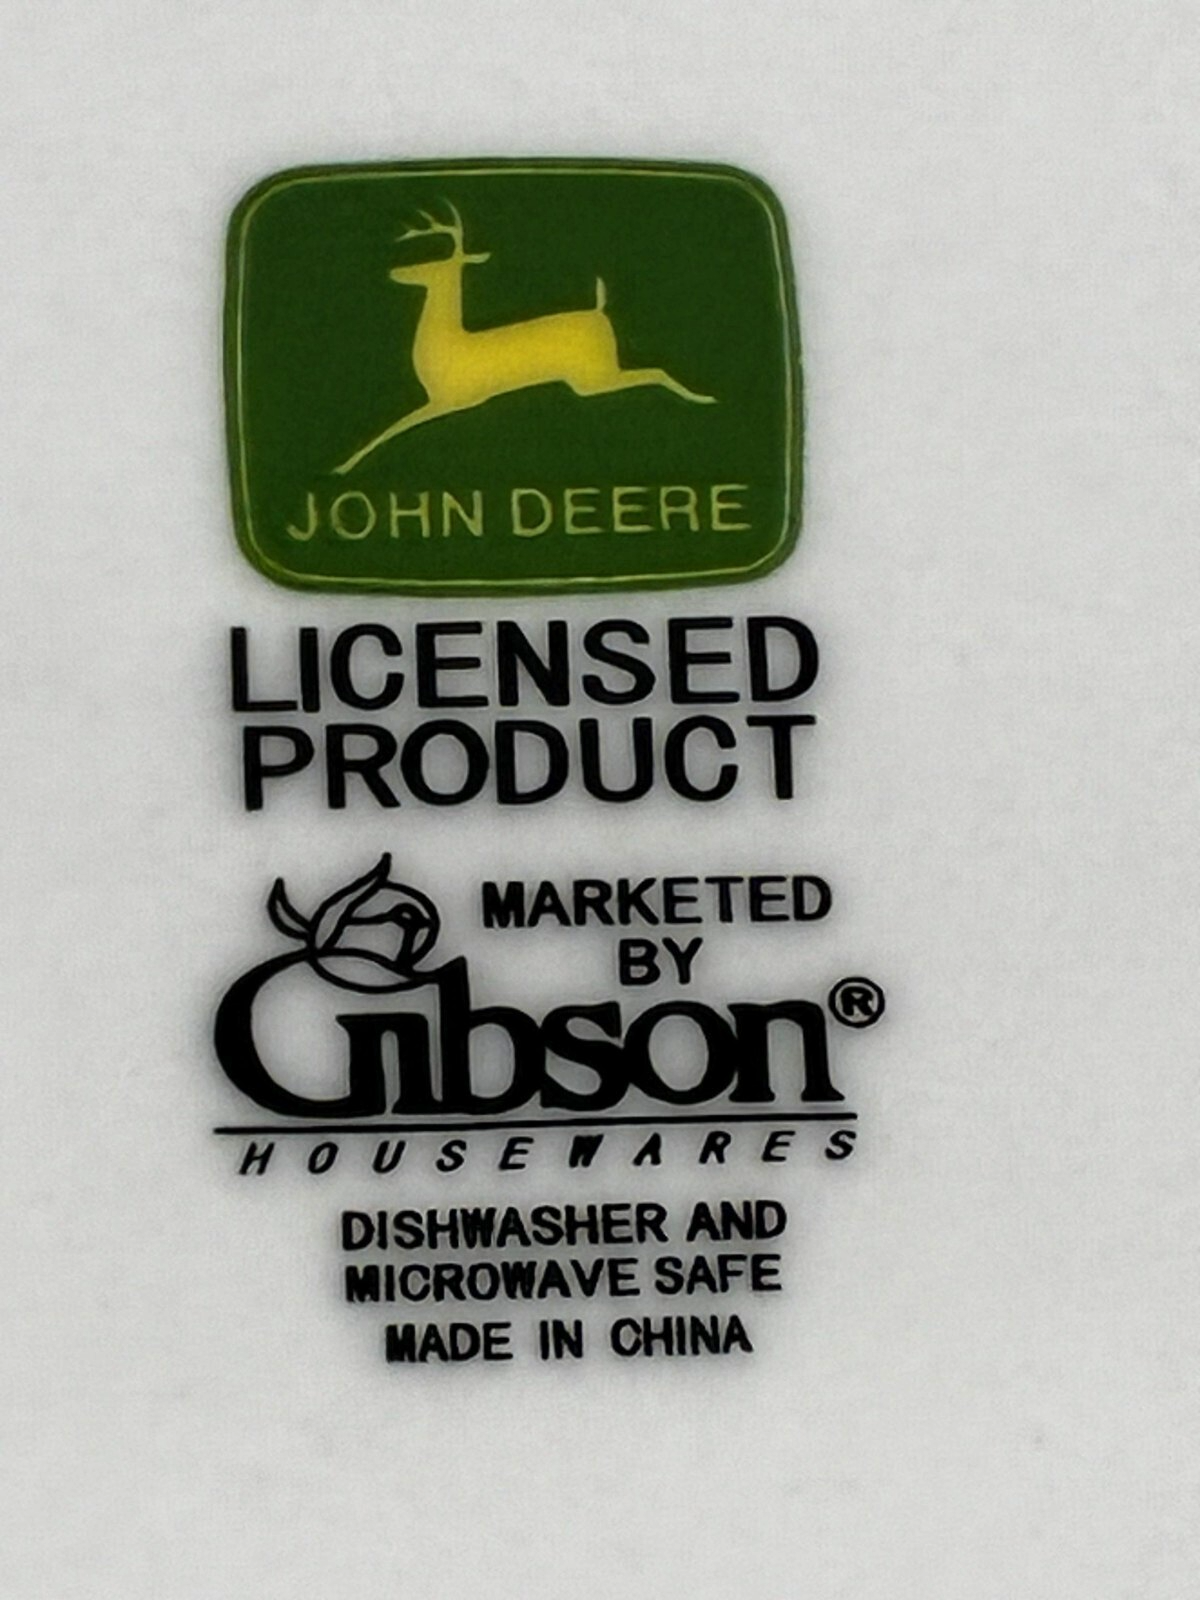 JOHN DEERE
LICENSED
PRODUCT
MARKETED
BY
Gibson®
HOUSEWARES
DISHWASHER AND
MICROWAVE SAFE
MADE IN CHINA